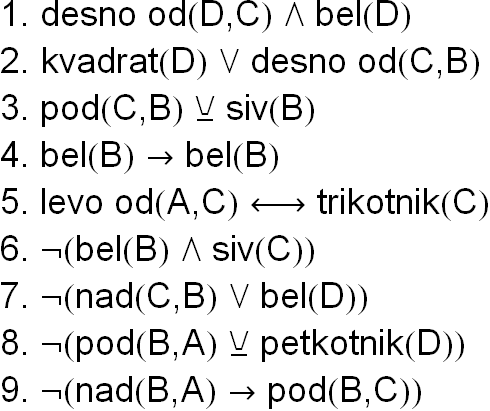 1. desno od(D,C) ∧ bel(D)
2. kvadrat(D) ∨ desno od(C,B)
3. pod(C,B) ⊻ siv(B)
4. bel(B) → bel(B)
5. levo od(A,C) ⟷ trikotnik(C)
6. ¬(bel(B) ∧ siv(C))
7. ¬(nad(C,B) ∨ bel(D))
8. ¬(pod(B,A) ⊻ petkotnik(D))
9. ¬(nad(B,A) → pod(B,C))